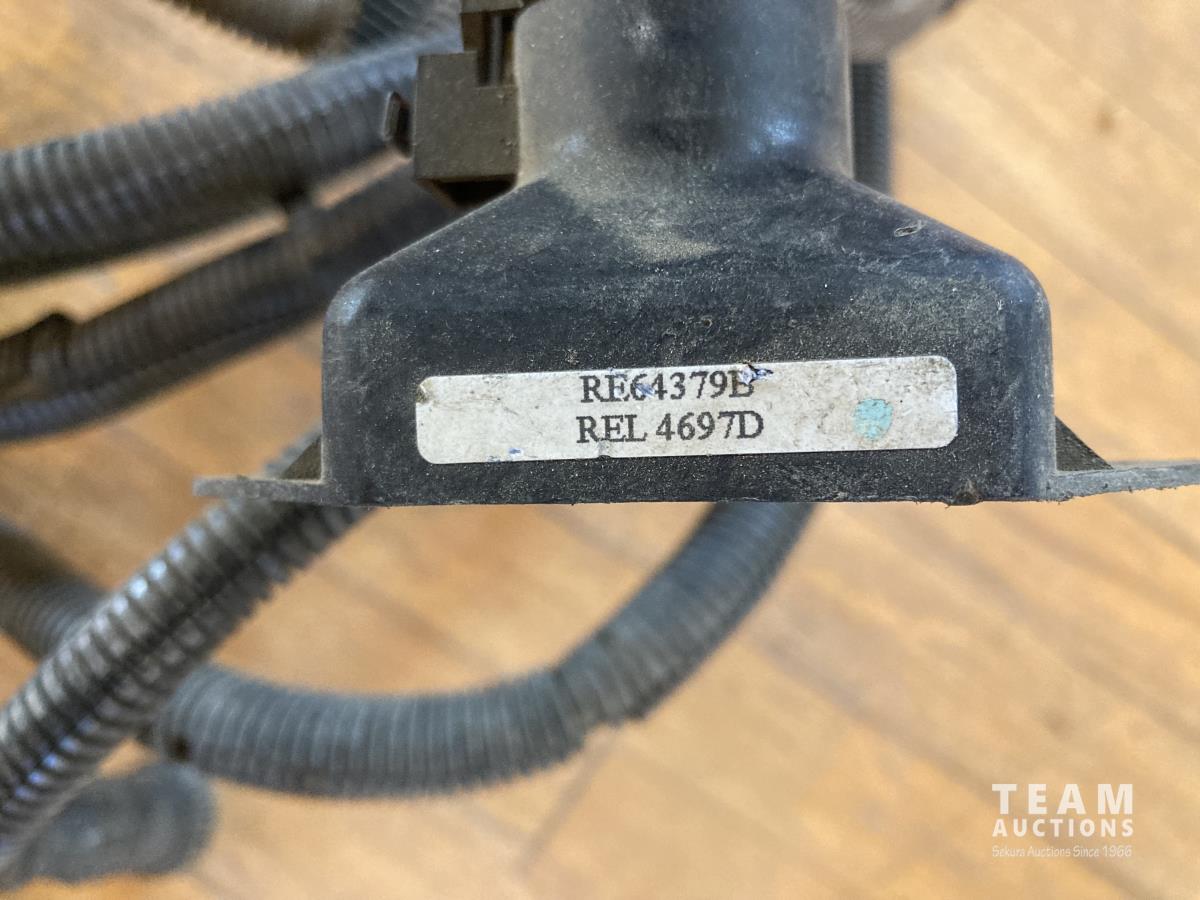 RE64379B
REL 4697D
TEAM
AUCTIONS
Sekura Auctions Since 1966